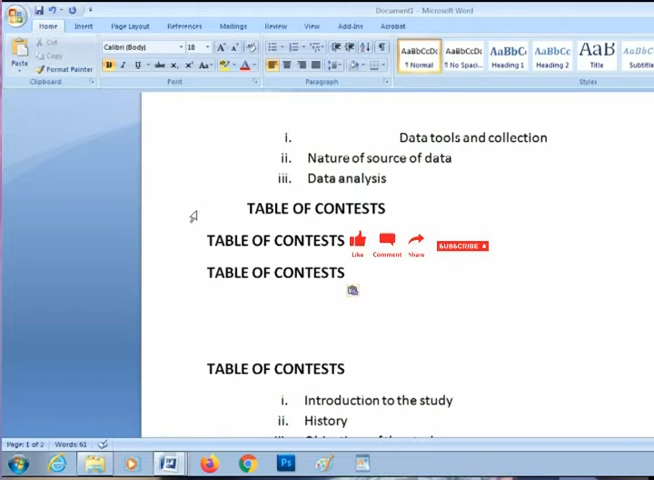 Document1 - Microsoft Word
Home Insert Page Layout References Mailings Review View Add-Ins Acrobat
Cut
Calibri (Body) 18
AaBbCcDc AaBbCcDc AaBbC AaBbCc AaB AaBbCc
Copy
Paste
Format Painter
¶ Normal ¶ No Spaci... Heading 1 Heading 2 Title Subtitle
Clipboard Font Paragraph Styles
i. Data tools and collection
ii. Nature of source of data
iii. Data analysis
TABLE OF CONTESTS
TABLE OF CONTESTS
SUBSCRIBE
Like Comment Share
TABLE OF CONTESTS
TABLE OF CONTESTS
i. Introduction to the study
ii. History
Page: 1 of 2 Words: 61